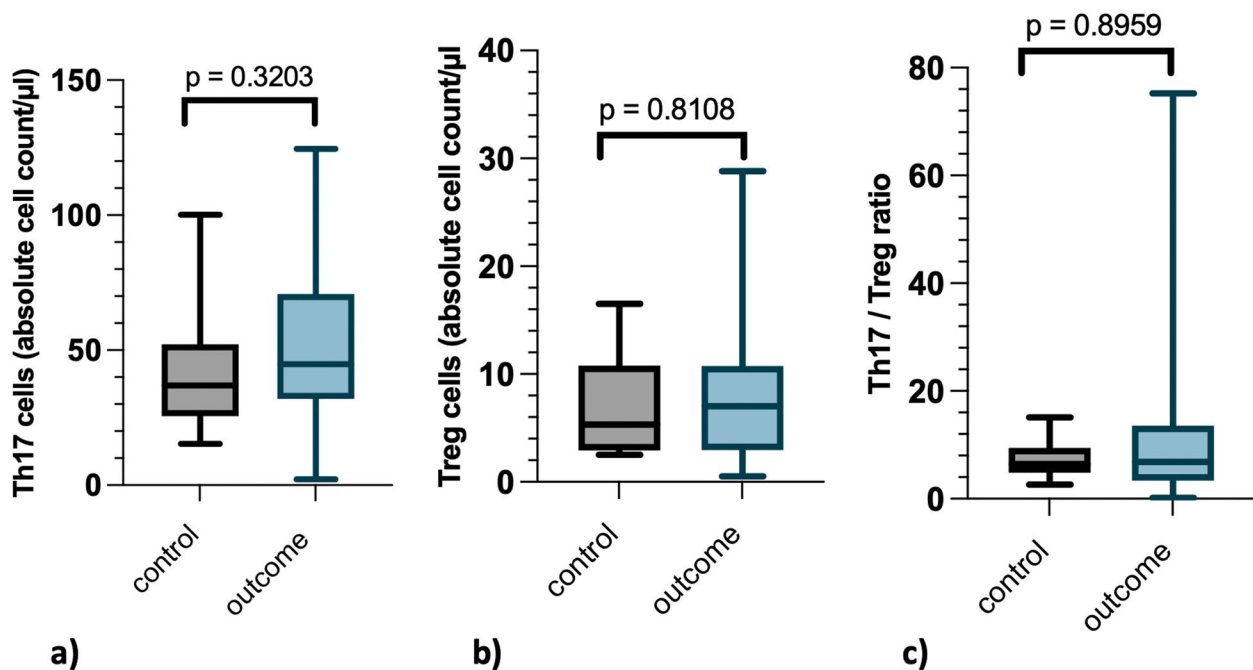 p = 0.3203
Th17 cells (absolute cell count/µl)
150
100
50
0
control
outcome
a)
p = 0.8108
Treg cells (absolute cell count/µl
40
30
20
10
0
control
outcome
b)
p = 0.8959
Th17 / Treg ratio
80
60
40
20
0
control
outcome
c)